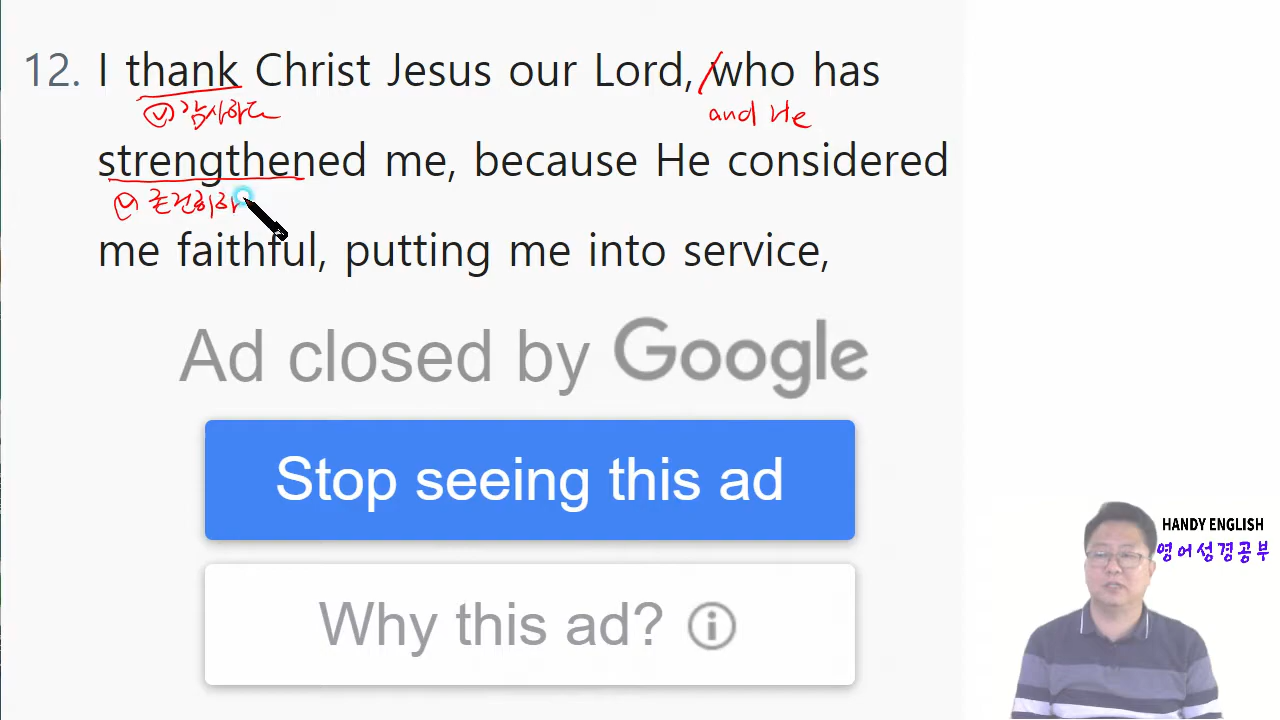 12. I thank Christ Jesus our Lord, who has
ⓥ 감사하다
and He
strengthened me, because He considered
ⓥ
me faithful, putting me into service,
Ad closed by Google
Stop seeing this ad
Why this ad?
HANDY ENGLISH
영어성경공부